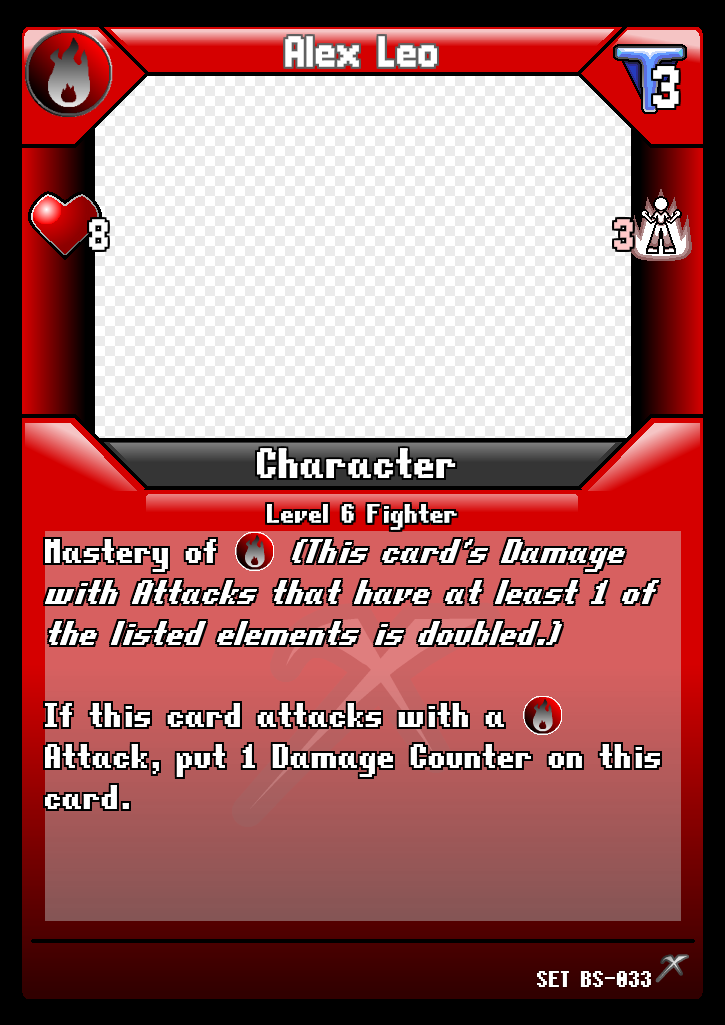 Alex Leo
T3
8
3
Character
Level 6 Fighter
Mastery of (This card's Damage
with Attacks that have at least 1 of
the listed elements is doubled.)
If this card attacks with a
Attack, put 1 Damage Counter on this
card.
SET BS-033